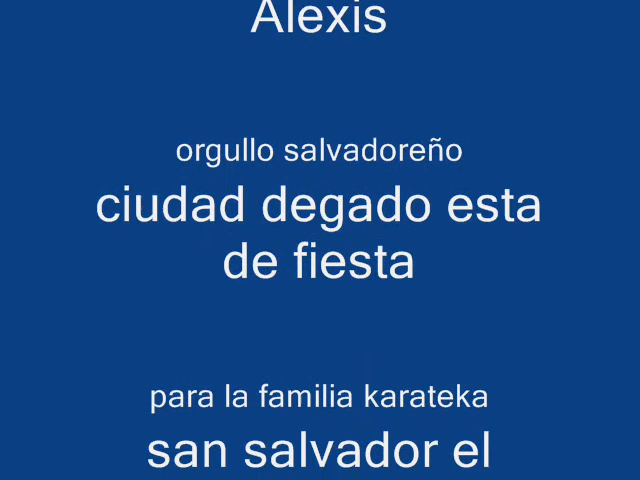 Alexis
orgullo salvadoreño
ciudad degado esta
de fiesta
para la familia karateka
san salvador el